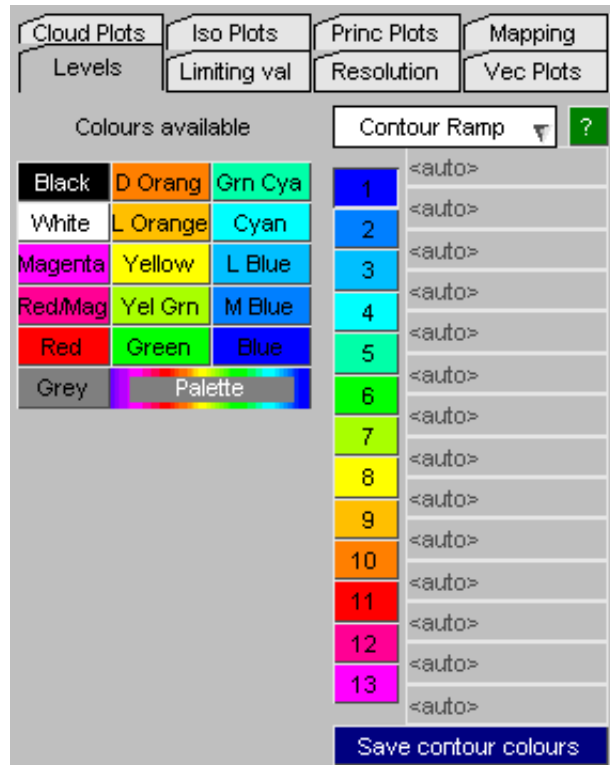 Cloud Plots Iso Plots Princ Plots Mapping
Levels Limiting val Resolution Vec Plots
Colours available
Black D Orang Grn Cya
White L Orange Cyan
Magenta Yellow L Blue
Red/Mag Yel Grn M Blue
Red Green Blue
Grey Palette
Contour Ramp ?
<auto>
1
<auto>
2
<auto>
3
<auto>
4
<auto>
5
<auto>
6
<auto>
7
<auto>
8
<auto>
9
<auto>
10
<auto>
11
<auto>
12
<auto>
13
<auto>
Save contour colours